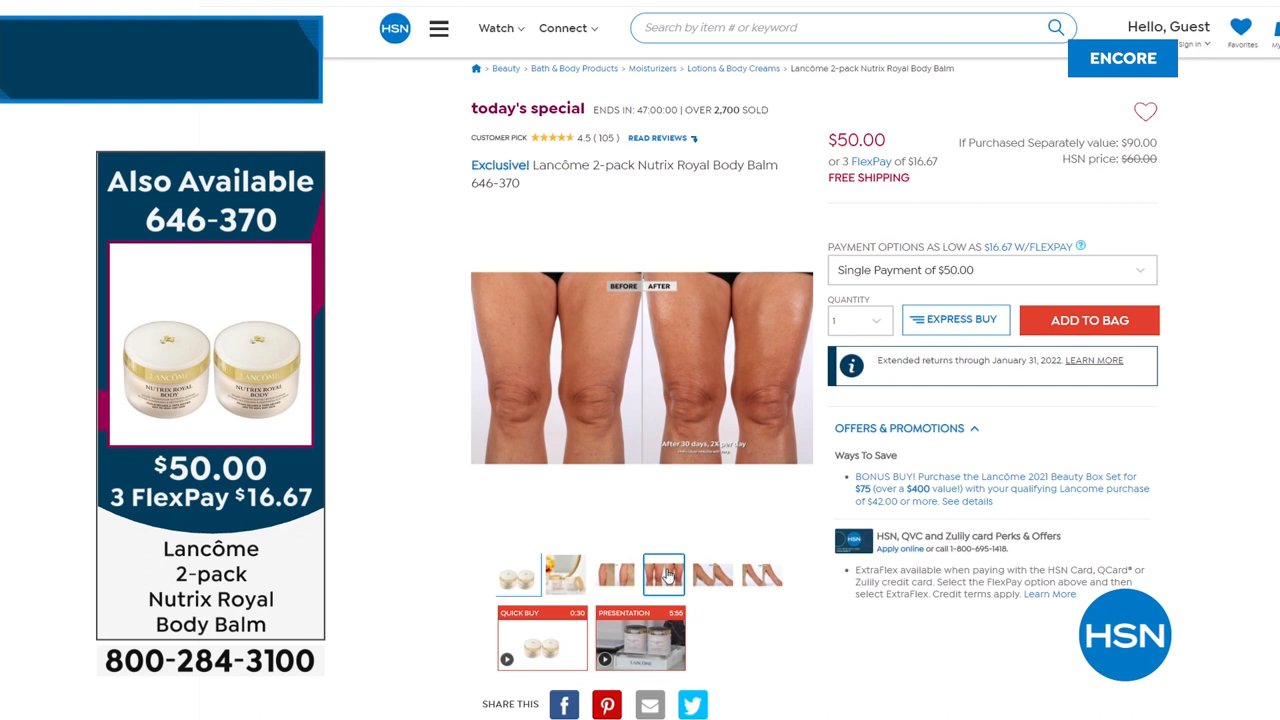 HSN
Watch
Connect
Search by item # or keyword
Hello, Guest
Sign In
Favorites
ENCORE
> Beauty > Bath & Body Products > Moisturizers > Lotions & Body Creams > Lancôme 2-pack Nutrix Royal Body Balm
today's special ENDS IN: 47:00:00 | OVER 2,700 SOLD
CUSTOMER PICK 4.5 ( 105 ) READ REVIEWS
Exclusive! Lancôme 2-pack Nutrix Royal Body Balm
646-370
$50.00
or 3 FlexPay of $16.67
FREE SHIPPING
If Purchased Separately value: $90.00
HSN price: $60.00
PAYMENT OPTIONS AS LOW AS $16.67 W/FLEXPAY ?
Single Payment of $50.00
QUANTITY
1
EXPRESS BUY
ADD TO BAG
i
Extended returns through January 31, 2022. LEARN MORE
OFFERS & PROMOTIONS
Ways To Save
• BONUS BUY! Purchase the Lancôme 2021 Beauty Box Set for
$75 (over a $400 value!) with your qualifying Lancome purchase
of $42.00 or more. See details
HSN
HSN, QVC and Zulily card Perks & Offers
Apply online or call 1-800-695-1418.
• ExtraFlex available when paying with the HSN Card, QCard® or
Zulily credit card. Select the FlexPay option above and then
select ExtraFlex. Credit terms apply. Learn More
HSN
BEFORE AFTER
After 30 days, 2X per day
QUICK BUY 0:30
PRESENTATION 5:55
LANCÔME
SHARE THIS
Also Available
646-370
LANCÔME
NUTRIX ROYAL
BODY
LANCÔME
NUTRIX ROYAL
BODY
$50.00
3 FlexPay $16.67
Lancôme
2-pack
Nutrix Royal
Body Balm
800-284-3100